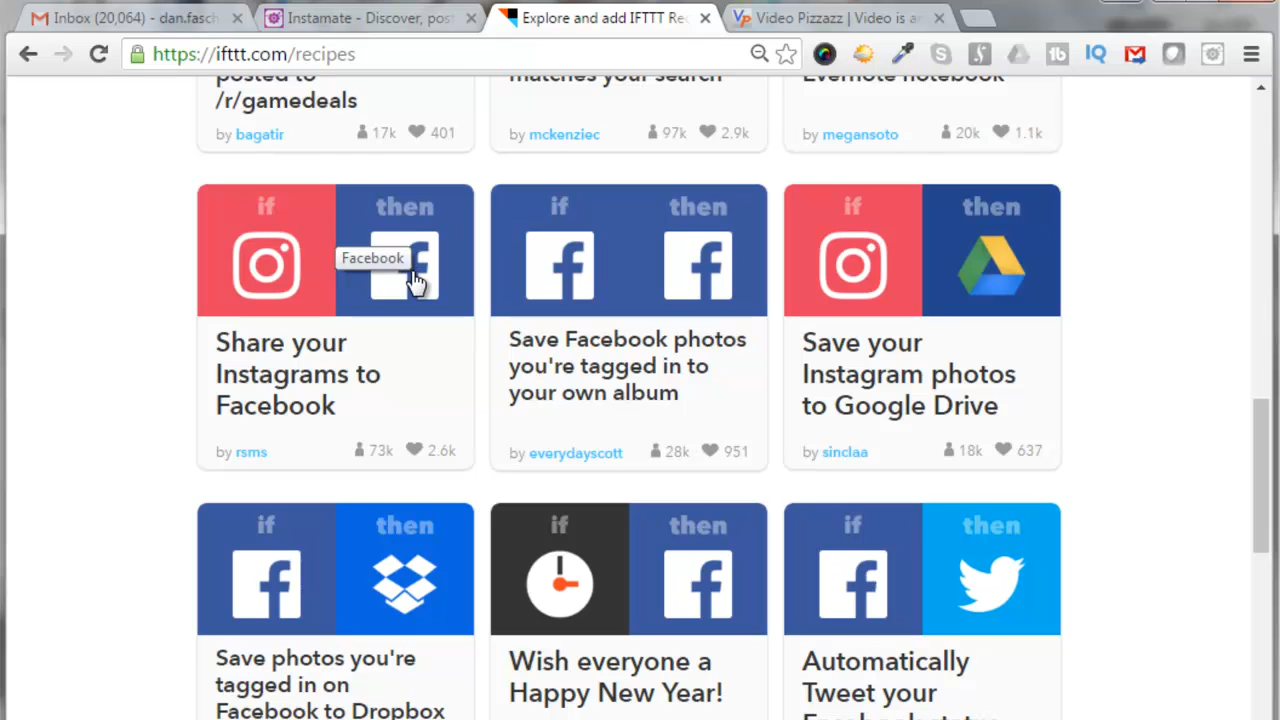 Inbox (20,064) - dan.fasch
Instamate - Discover, post
Explore and add IFTTT Rec
Video Pizzazz | Video is a
https://ifttt.com/recipes
posted to
/r/gamedeals
by bagatir 17k 401
matches your search
by mckenziec 97k 2.9k
Evernote notebook
by megansoto 20k 1.1k
if then
Facebook
Share your
Instagrams to
Facebook
by rsms 73k 2.6k
if then
Save Facebook photos
you're tagged in to
your own album
by everydayscott 28k 951
if then
Save your
Instagram photos
to Google Drive
by sinclaa 18k 637
if then
Save photos you're
tagged in on
Facebook to Dropbox
if then
Wish everyone a
Happy New Year!
if then
Automatically
Tweet your